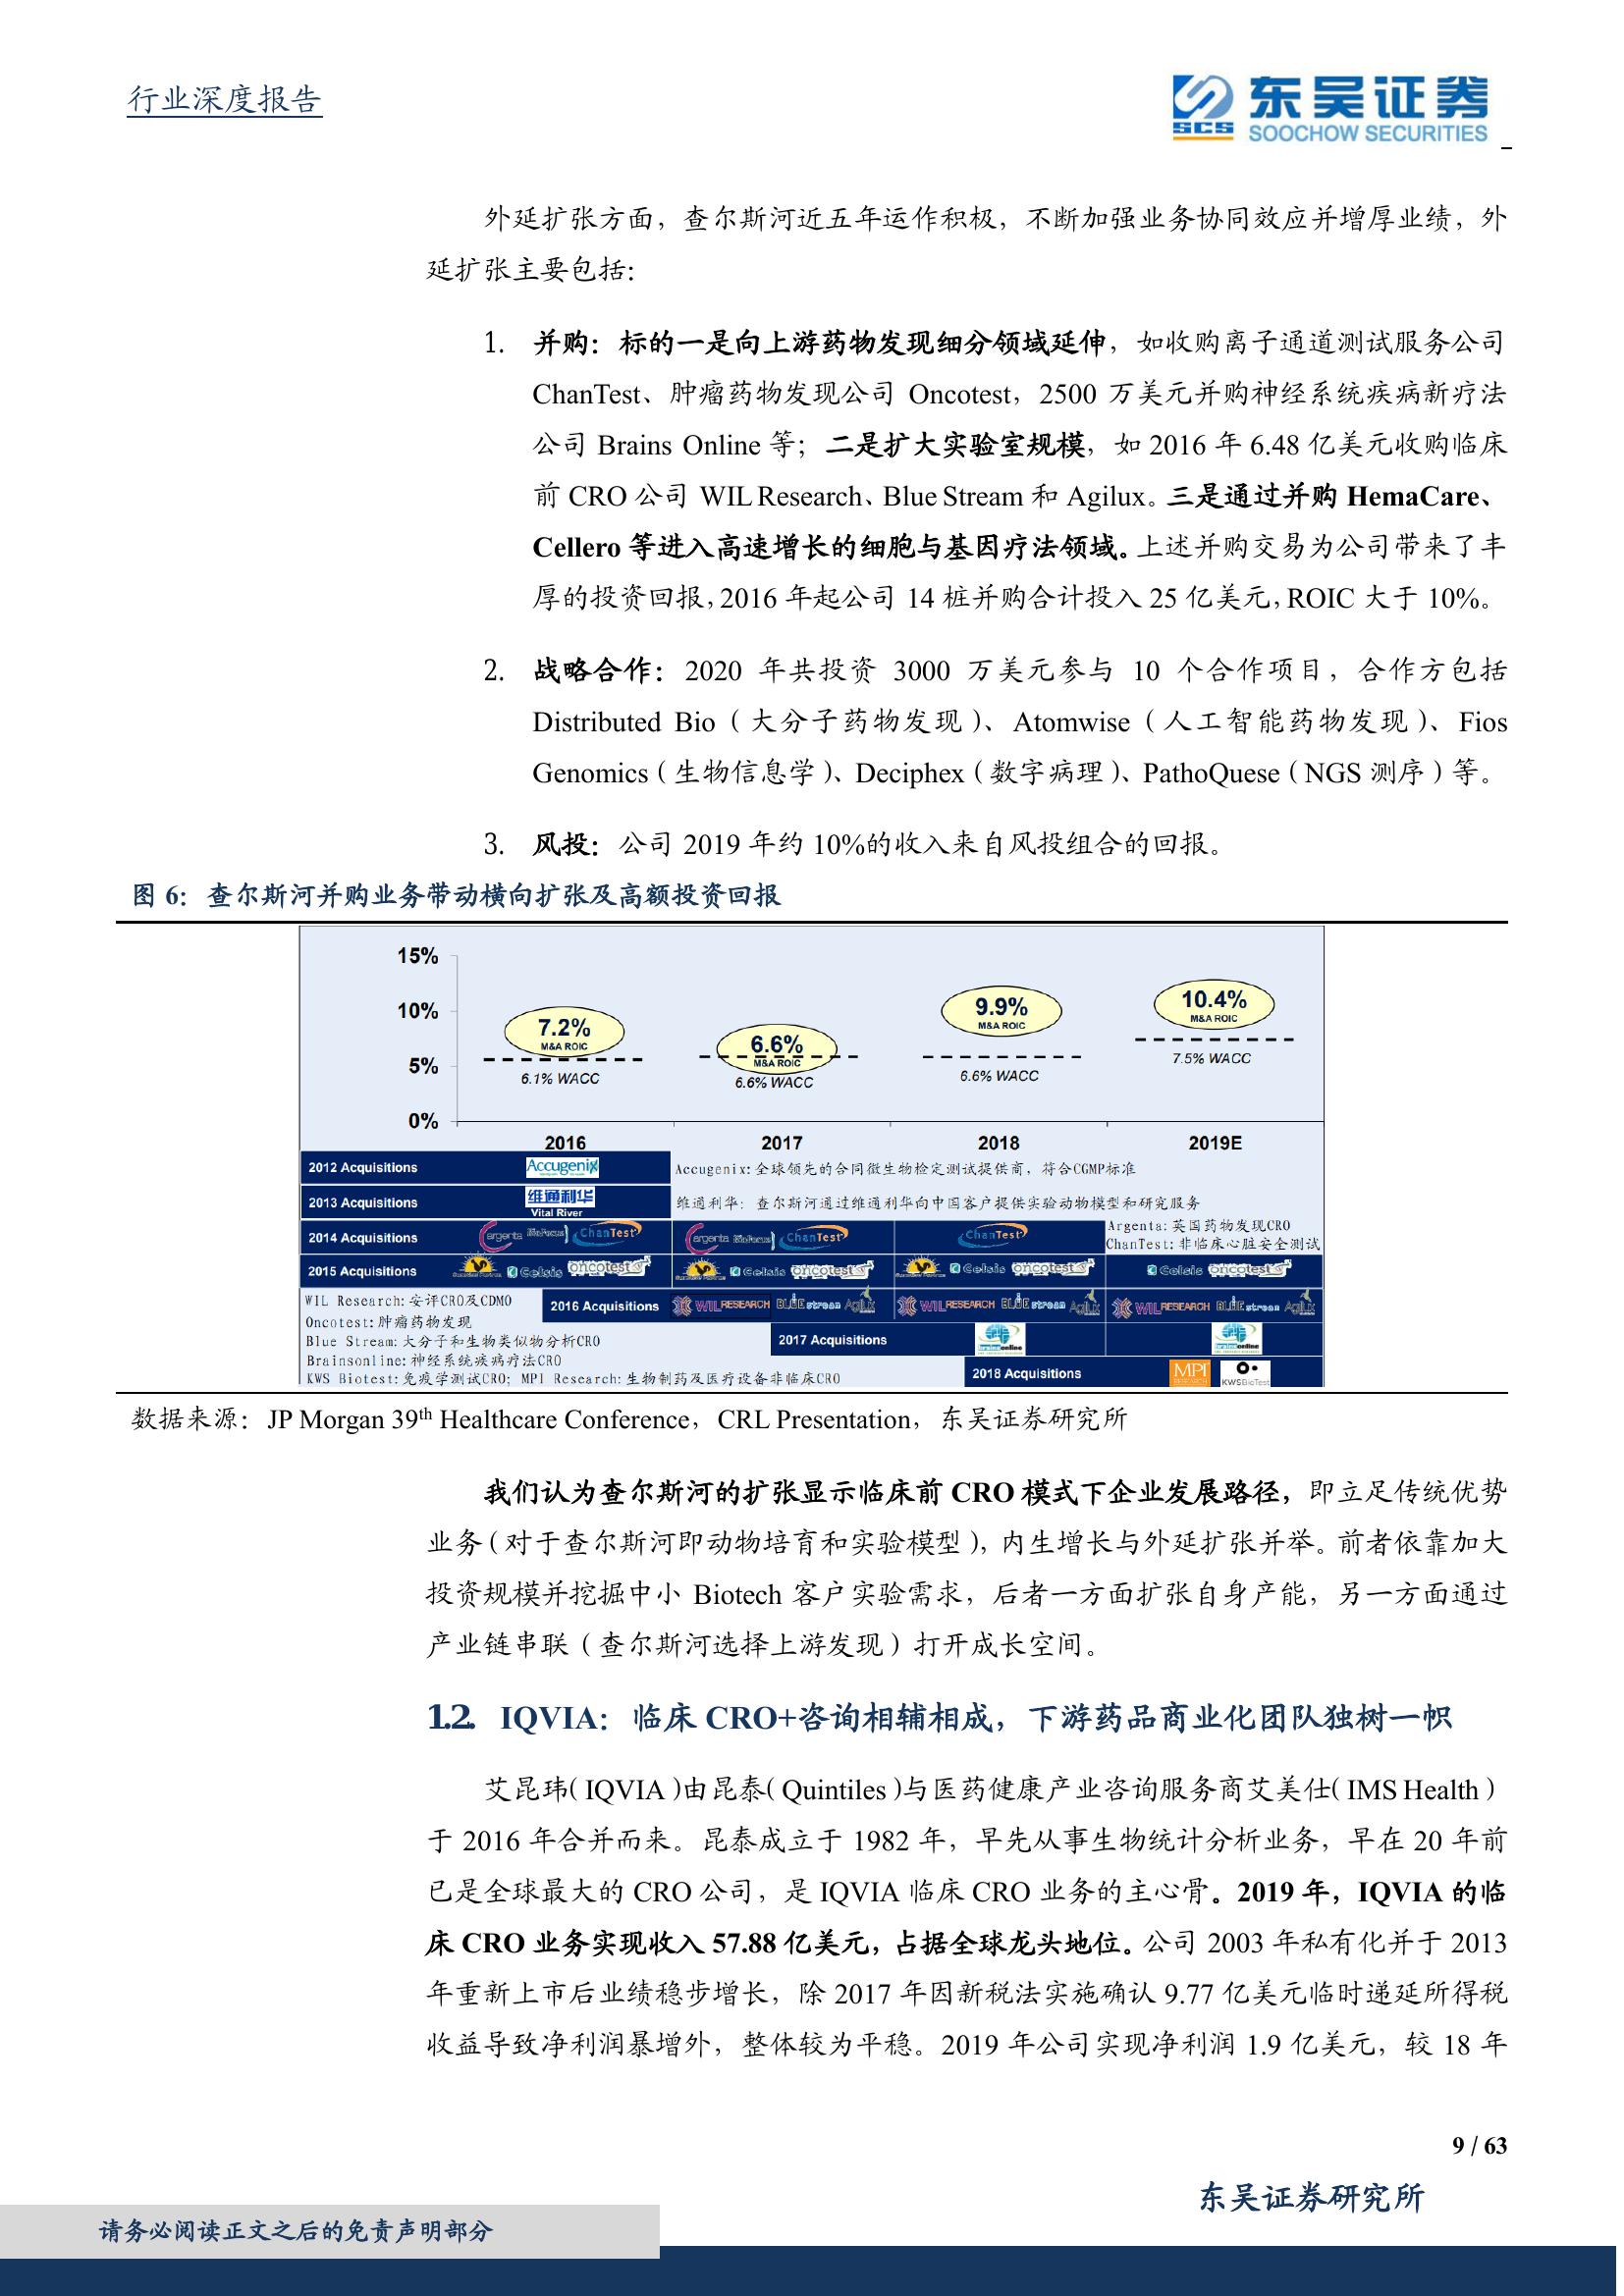 行业深度报告
东吴证券
SCS
SOOCHOW SECURITIES
外延扩张方面，查尔斯河近五年运作积极，不断加强业务协同效应并增厚业绩，外
延扩张主要包括：
1. 并购：标的一是向上游药物发现细分领域延伸，如收购离子通道测试服务公司
ChanTest、肿瘤药物发现公司 Oncotest，2500 万美元并购神经系统疾病新疗法
公司 Brains Online 等；二是扩大实验室规模，如 2016 年 6.48 亿美元收购临床
前 CRO 公司 WIL Research、Blue Stream 和 Agilux。三是通过并购 HemaCare、
Cellero 等进入高速增长的细胞与基因疗法领域。上述并购交易为公司带来了丰
厚的投资回报，2016 年起公司 14 桩并购合计投入 25 亿美元，ROIC 大于 10%。
2. 战略合作：2020 年共投资 3000 万美元参与 10 个合作项目，合作方包括
Distributed Bio（大分子药物发现）、Atomwise（人工智能药物发现）、Fios
Genomics（生物信息学）、Deciphex（数字病理）、PathoQuese（NGS 测序）等。
3. 风投：公司 2019 年约 10%的收入来自风投组合的回报。
图 6：查尔斯河并购业务带动横向扩张及高额投资回报
15%
10%
5%
0%
7.2%
M&A ROIC
6.1% WACC
6.6%
M&A ROIC
6.6% WACC
9.9%
M&A ROIC
6.6% WACC
10.4%
M&A ROIC
7.5% WACC
2016 2017 2018 2019E
2012 Acquisitions Accugenix Accugenix:全球领先的合同微生物检定测试提供商，符合CGMP标准
2013 Acquisitions 维通利华 Vital River 维通利华：查尔斯河通过维通利华向中国客户提供实验动物模型和研究服务
2014 Acquisitions argenta BioFocus ChanTest argenta BioFocus ChanTest ChanTest Argenta:英国药物发现CRO
ChanTest:非临床心脏安全测试
2015 Acquisitions Celsis oncotest Celsis oncotest Celsis oncotest Celsis oncotest
WIL Research:安评CRO及CDMO
2016 Acquisitions WILRESEARCH BLUE stream Agilux WILRESEARCH BLUE stream Agilux WILRESEARCH BLUE stream Agilux
Oncotest:肿瘤药物发现
Blue Stream:大分子和生物类似物分析CRO
2017 Acquisitions brainsonline brainsonline
Brainsonline:神经系统疾病疗法CRO
KWS Biotest:免疫学测试CRO; MPI Research:生物制药及医疗设备非临床CRO
2018 Acquisitions MPI RESEARCH KWSBioTest
数据来源：JP Morgan 39th Healthcare Conference，CRL Presentation，东吴证券研究所
我们认为查尔斯河的扩张显示临床前 CRO 模式下企业发展路径，即立足传统优势
业务（对于查尔斯河即动物培育和实验模型），内生增长与外延扩张并举。前者依靠加大
投资规模并挖掘中小 Biotech 客户实验需求，后者一方面扩张自身产能，另一方面通过
产业链串联（查尔斯河选择上游发现）打开成长空间。
1.2. IQVIA：临床 CRO+咨询相辅相成，下游药品商业化团队独树一帜
艾昆玮（IQVIA）由昆泰（Quintiles）与医药健康产业咨询服务商艾美仕（IMS Health）
于 2016 年合并而来。昆泰成立于 1982 年，早先从事生物统计分析业务，早在 20 年前
已是全球最大的 CRO 公司，是 IQVIA 临床 CRO 业务的主心骨。2019 年，IQVIA 的临
床 CRO 业务实现收入 57.88 亿美元，占据全球龙头地位。公司 2003 年私有化并于 2013
年重新上市后业绩稳步增长，除 2017 年因新税法实施确认 9.77 亿美元临时递延所得税
收益导致净利润暴增外，整体较为平稳。2019 年公司实现净利润 1.9 亿美元，较 18 年
9 / 63
东吴证券研究所
请务必阅读正文之后的免责声明部分